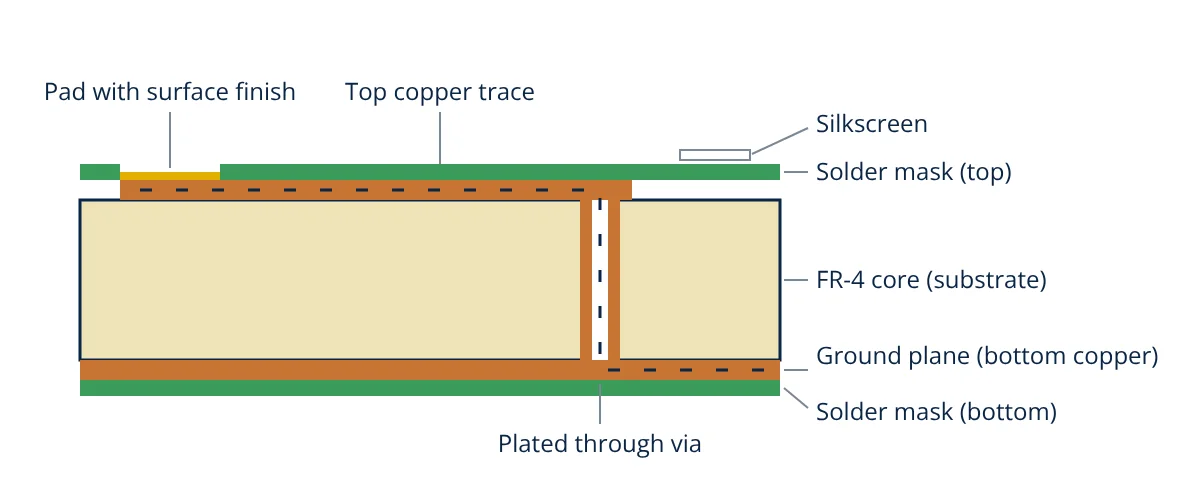 Pad with surface finish
Top copper trace
Silkscreen
Solder mask (top)
FR-4 core (substrate)
Ground plane (bottom copper)
Solder mask (bottom)
Plated through via